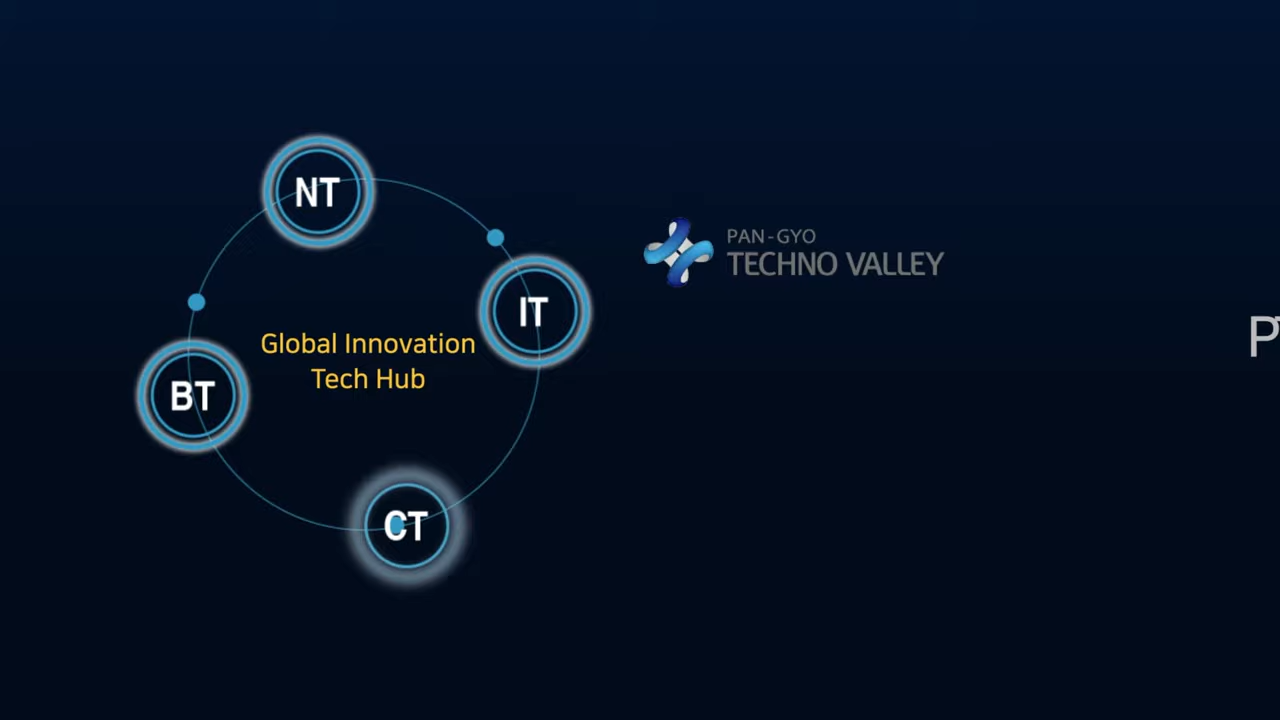 NT
IT
Global Innovation
Tech Hub
BT
CT
PAN-GYO
TECHNO VALLEY